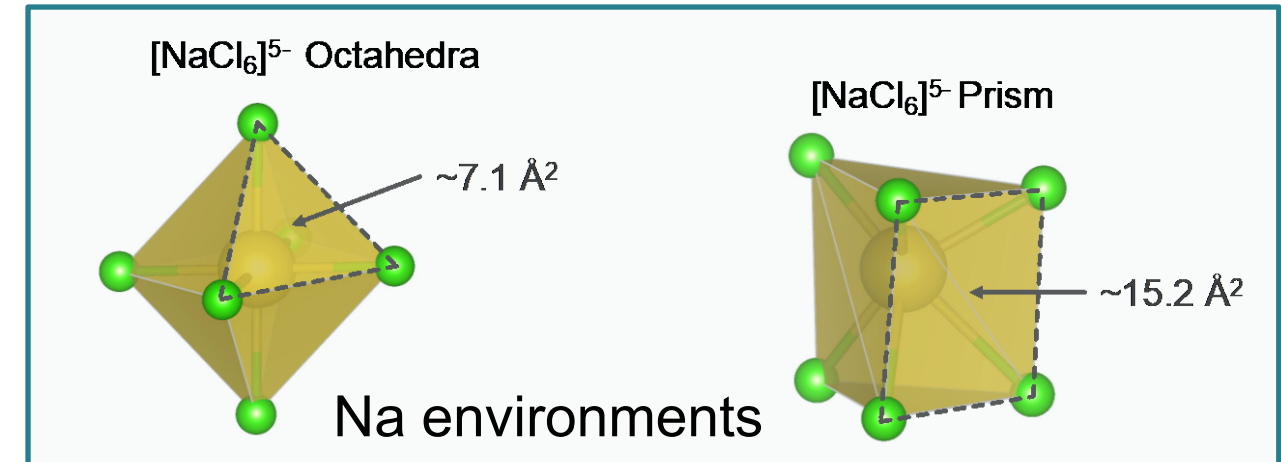 [NaCl₆]⁵⁻ Octahedra
~7.1 Å²
[NaCl₆]⁵⁻ Prism
~15.2 Å²
Na environments